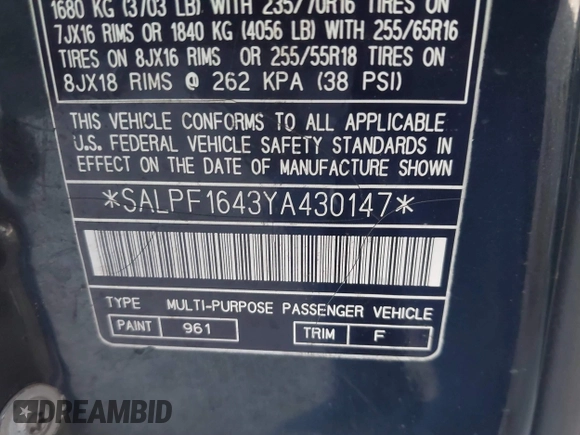 1680 KG (3703 LB) WITH 235/70R16 TIRES ON
7JX16 RIMS OR 1840 KG (4056 LB) WITH 255/65R16
TIRES ON 8JX16 RIMS OR 255/55R18 TIRES ON
8JX18 RIMS @ 262 KPA (38 PSI)
THIS VEHICLE CONFORMS TO ALL APPLICABLE
U.S. FEDERAL VEHICLE SAFETY STANDARDS IN
EFFECT ON THE DATE OF MANUFACTURE SHOWN
*SALPF1643YA430147*
TYPE MULTI-PURPOSE PASSENGER VEHICLE
PAINT 961 TRIM F
DREAMBID